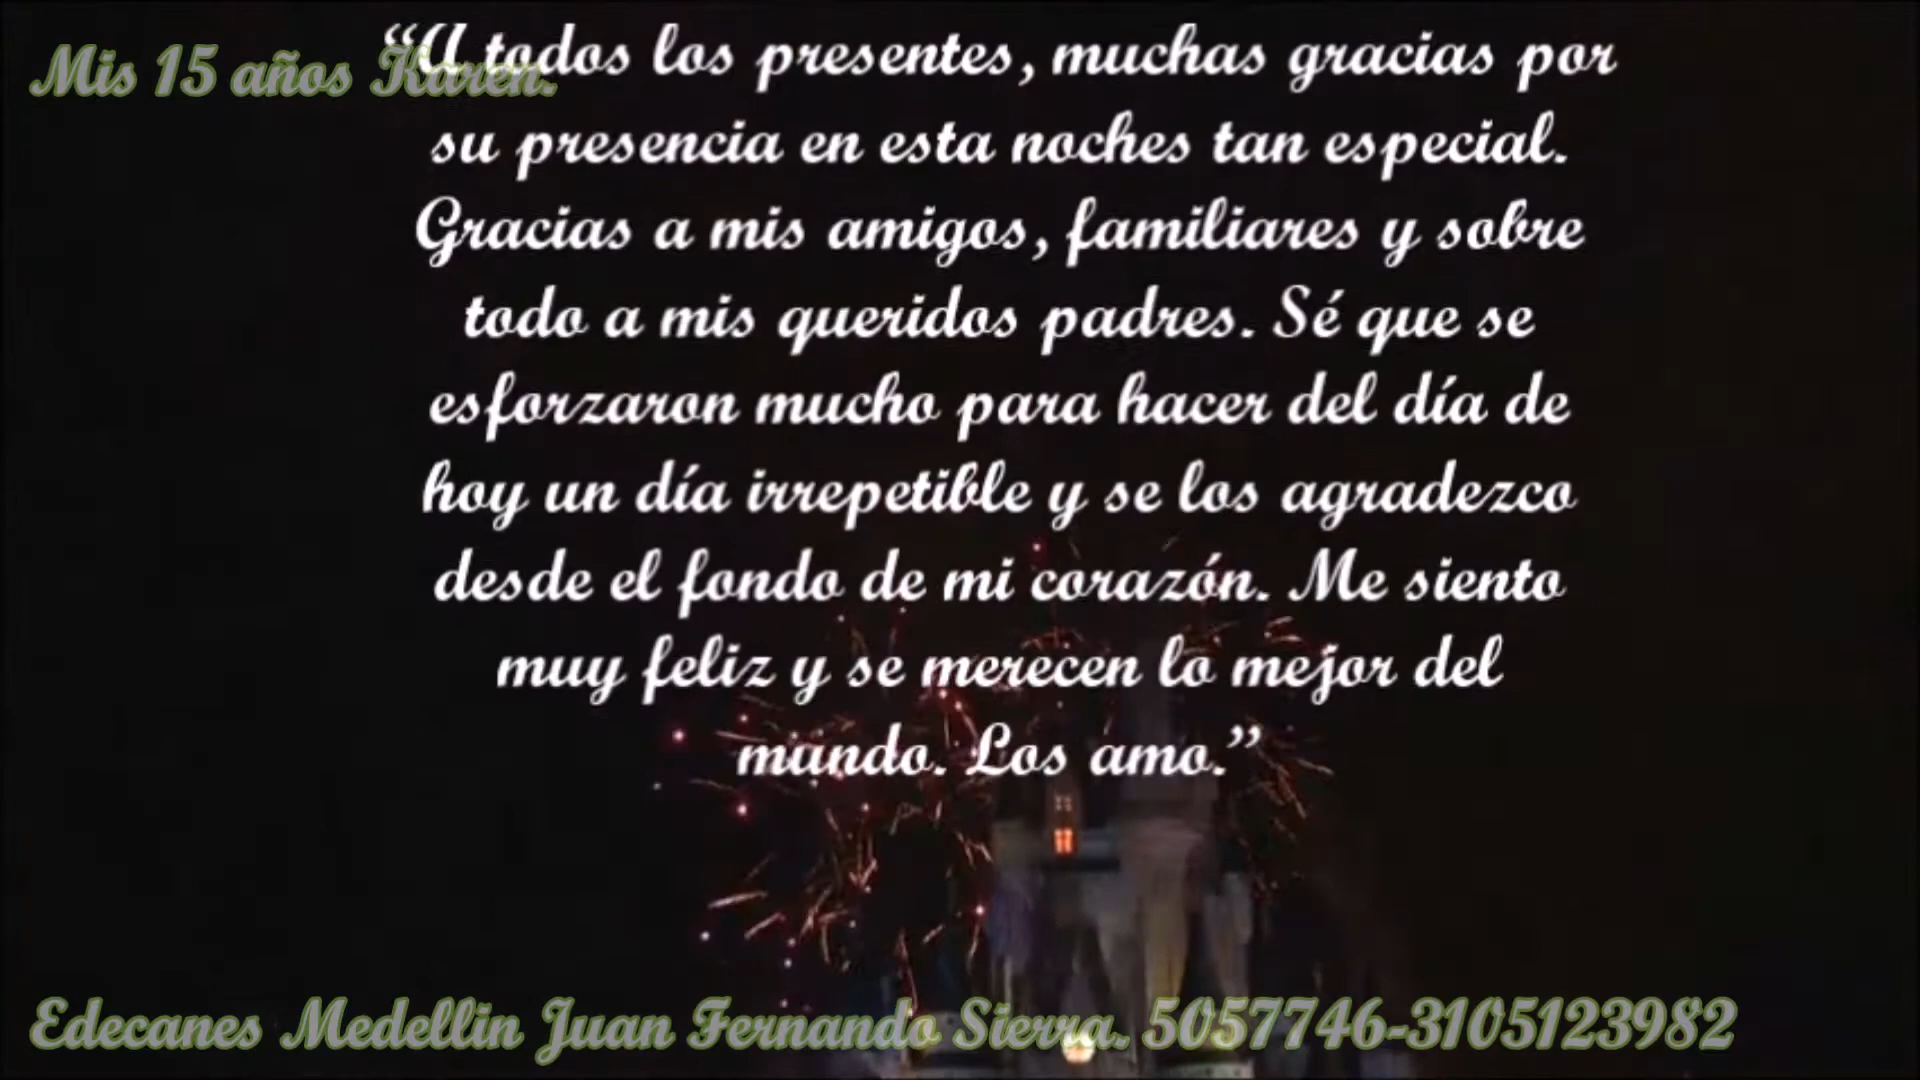 Mis 15 años Karen.
“A todos los presentes, muchas gracias por
su presencia en esta noches tan especial.
Gracias a mis amigos, familiares y sobre
todo a mis queridos padres. Sé que se
esforzaron mucho para hacer del día de
hoy un día irrepetible y se los agradezco
desde el fondo de mi corazón. Me siento
muy feliz y se merecen lo mejor del
mundo. Los amo.”
Edecanes Medellin Juan Fernando Sierra. 5057746-3105123982